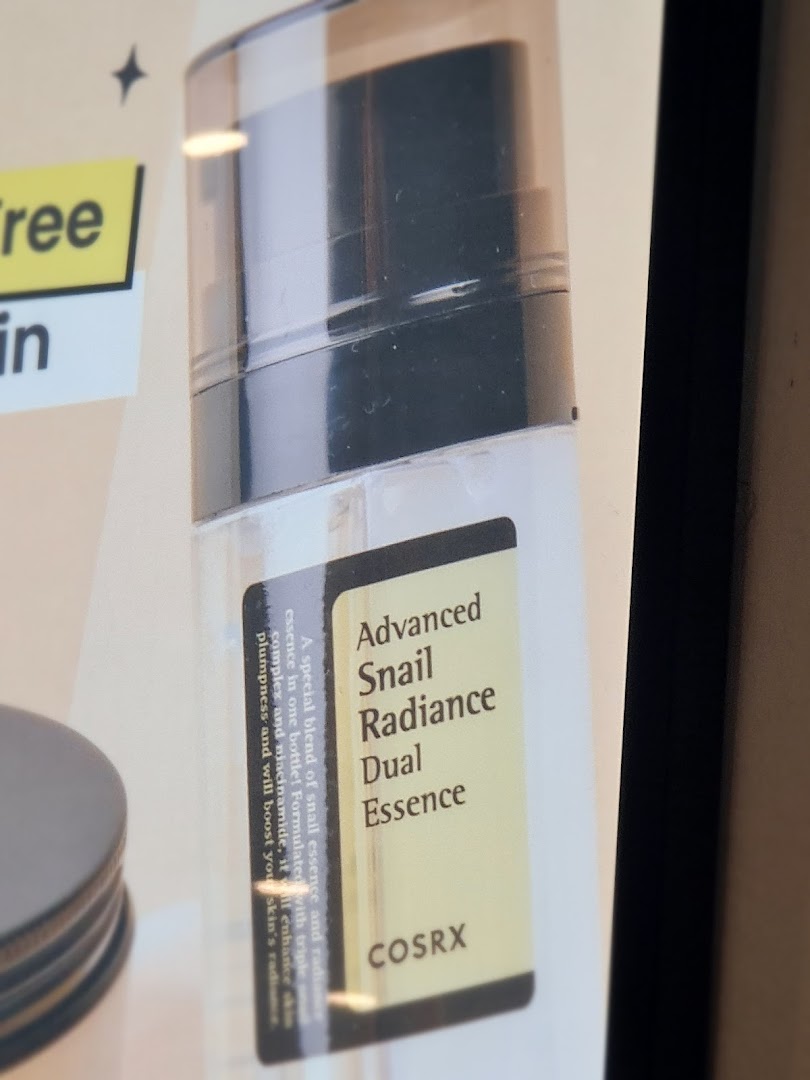 ree
in
Advanced
Snail
Radiance
Dual
Essence
COSRX
A special blend of snail essence and radiance
essence in one bottle! Formulated with triple snail
complex and niacinamide, it will enhance skin
plumpness and will boost your skin's radiance.